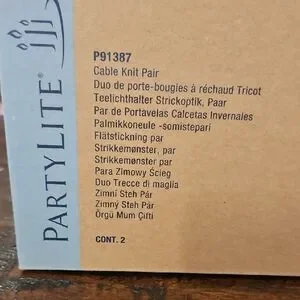 PARTYLITE®
P91387
Cable Knit Pair
Duo de porte-bougies à réchaud Tricot
Teelichthalter Strickoptik, Paar
Par de Portavelas Calcetas Invernales
Palmikkoneule -somistepari
Flätstickning par
Strikkemønster, par
Strikkemønster par
Para Zimowy Ścieg
Duo Trecce di maglia
Zimní Steh Pár
Zimný Steh Pár
Örgü Mum Çifti
CONT. 2